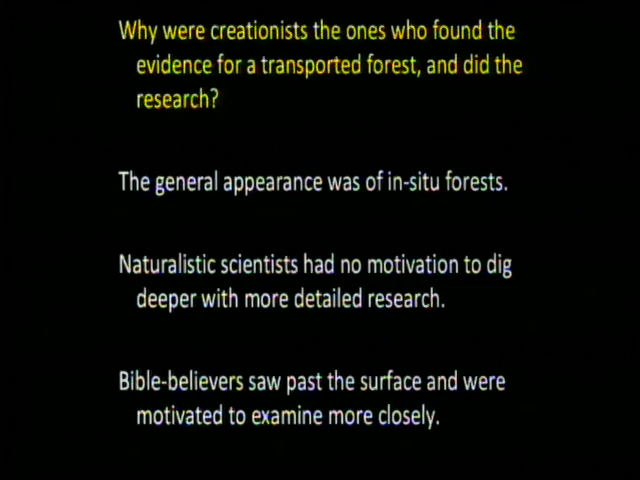 Why were creationists the ones who found the
evidence for a transported forest, and did the
research?
The general appearance was of in-situ forests.
Naturalistic scientists had no motivation to dig
deeper with more detailed research.
Bible-believers saw past the surface and were
motivated to examine more closely.